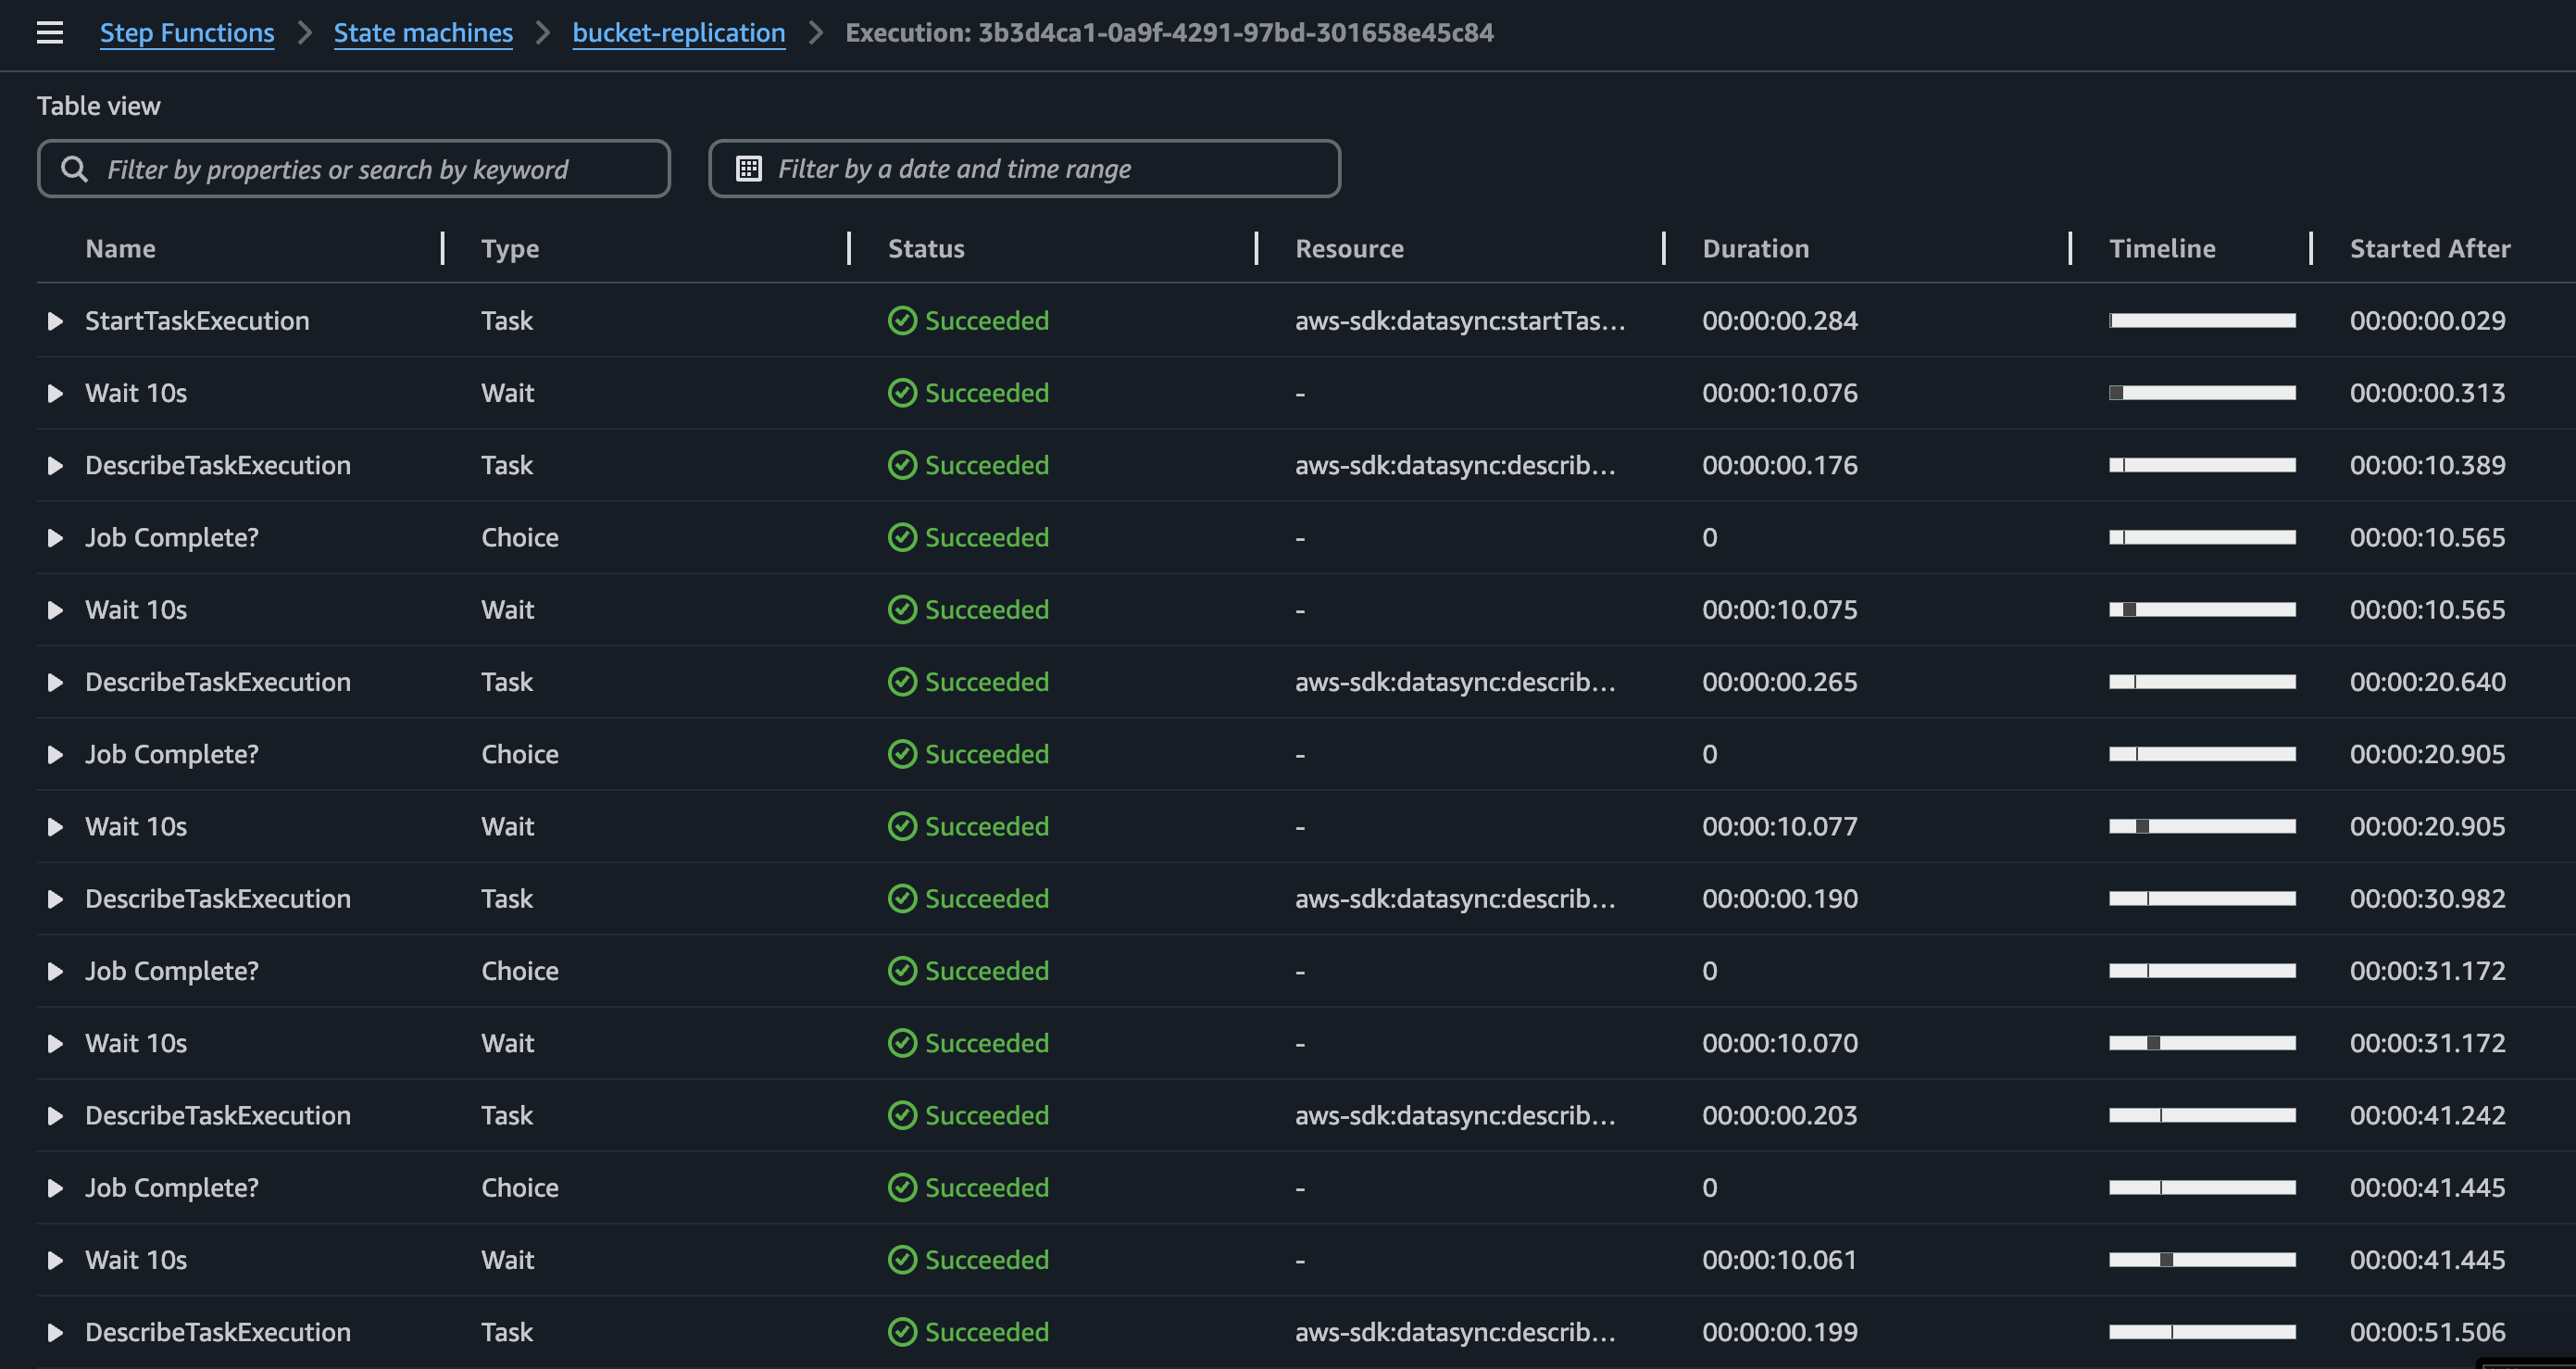 Step Functions > State machines > bucket-replication > Execution: 3b3d4ca1-0a9f-4291-97bd-301658e45c84
Table view
Filter by properties or search by keyword Filter by a date and time range
Name Type Status Resource Duration Timeline Started After
StartTaskExecution Task Succeeded aws-sdk:datasync:startTas... 00:00:00.284 00:00:00.029
Wait 10s Wait Succeeded - 00:00:10.076 00:00:00.313
DescribeTaskExecution Task Succeeded aws-sdk:datasync:describ... 00:00:00.176 00:00:10.389
Job Complete? Choice Succeeded - 0 00:00:10.565
Wait 10s Wait Succeeded - 00:00:10.075 00:00:10.565
DescribeTaskExecution Task Succeeded aws-sdk:datasync:describ... 00:00:00.265 00:00:20.640
Job Complete? Choice Succeeded - 0 00:00:20.905
Wait 10s Wait Succeeded - 00:00:10.077 00:00:20.905
DescribeTaskExecution Task Succeeded aws-sdk:datasync:describ... 00:00:00.190 00:00:30.982
Job Complete? Choice Succeeded - 0 00:00:31.172
Wait 10s Wait Succeeded - 00:00:10.070 00:00:31.172
DescribeTaskExecution Task Succeeded aws-sdk:datasync:describ... 00:00:00.203 00:00:41.242
Job Complete? Choice Succeeded - 0 00:00:41.445
Wait 10s Wait Succeeded - 00:00:10.061 00:00:41.445
DescribeTaskExecution Task Succeeded aws-sdk:datasync:describ... 00:00:00.199 00:00:51.506